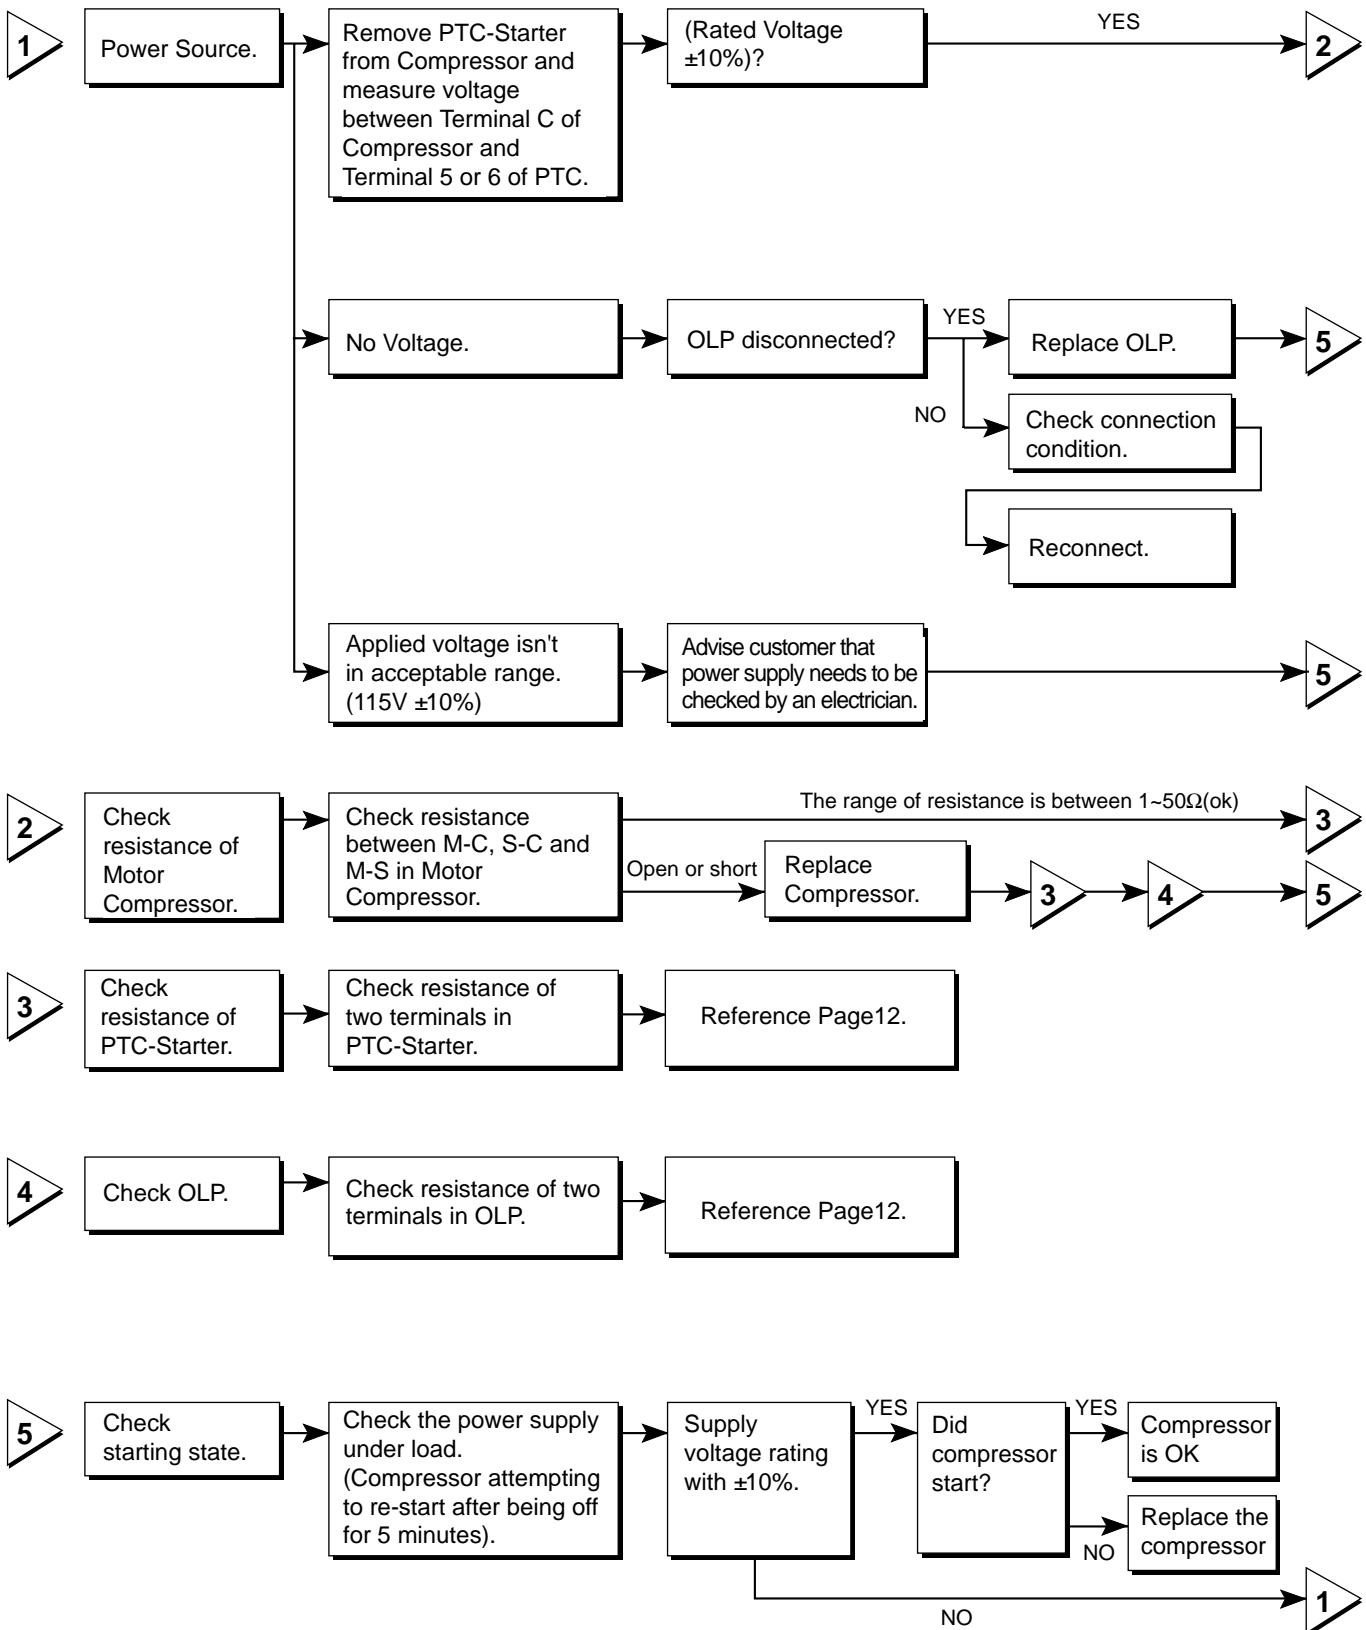 1
Power Source.
Remove PTC-Starter
from Compressor and
measure voltage
between Terminal C of
Compressor and
Terminal 5 or 6 of PTC.
(Rated Voltage
±10%)?
YES
2
No Voltage.
OLP disconnected?
YES
Replace OLP.
5
NO
Check connection
condition.
Reconnect.
Applied voltage isn't
in acceptable range.
(115V ±10%)
Advise customer that
power supply needs to be
checked by an electrician.
5
2
Check
resistance of
Motor
Compressor.
Check resistance
between M-C, S-C and
M-S in Motor
Compressor.
The range of resistance is between 1~50Ω(ok)
3
Open or short
Replace
Compressor.
3
4
5
3
Check
resistance of
PTC-Starter.
Check resistance of
two terminals in
PTC-Starter.
Reference Page12.
4
Check OLP.
Check resistance of two
terminals in OLP.
Reference Page12.
5
Check
starting state.
Check the power supply
under load.
(Compressor attempting
to re-start after being off
for 5 minutes).
Supply
voltage rating
with ±10%.
YES
Did
compressor
start?
YES
Compressor
is OK
NO
Replace the
compressor
NO
1